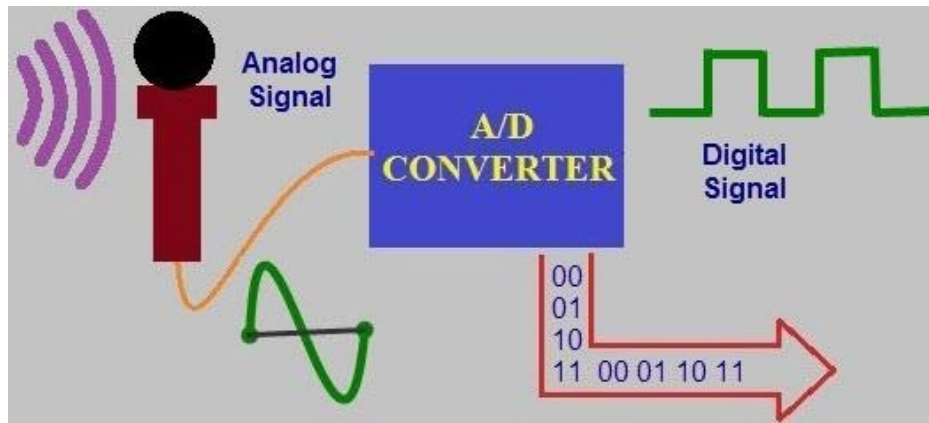 Analog
Signal
A/D
CONVERTER
Digital
Signal
00
01
10
11 00 01 10 11